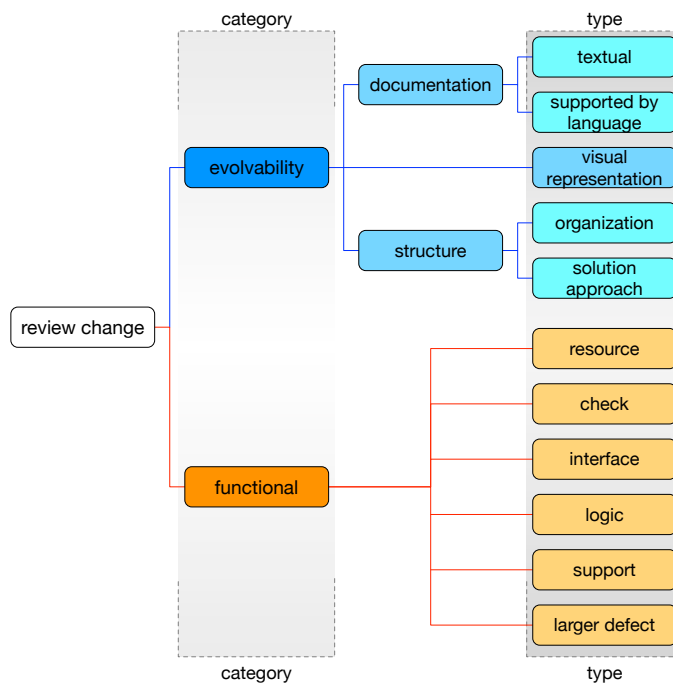 category
type
textual
documentation
supported by
language
evolvability
visual
representation
organization
structure
solution
approach
review change
resource
check
interface
functional
logic
support
larger defect
category
type